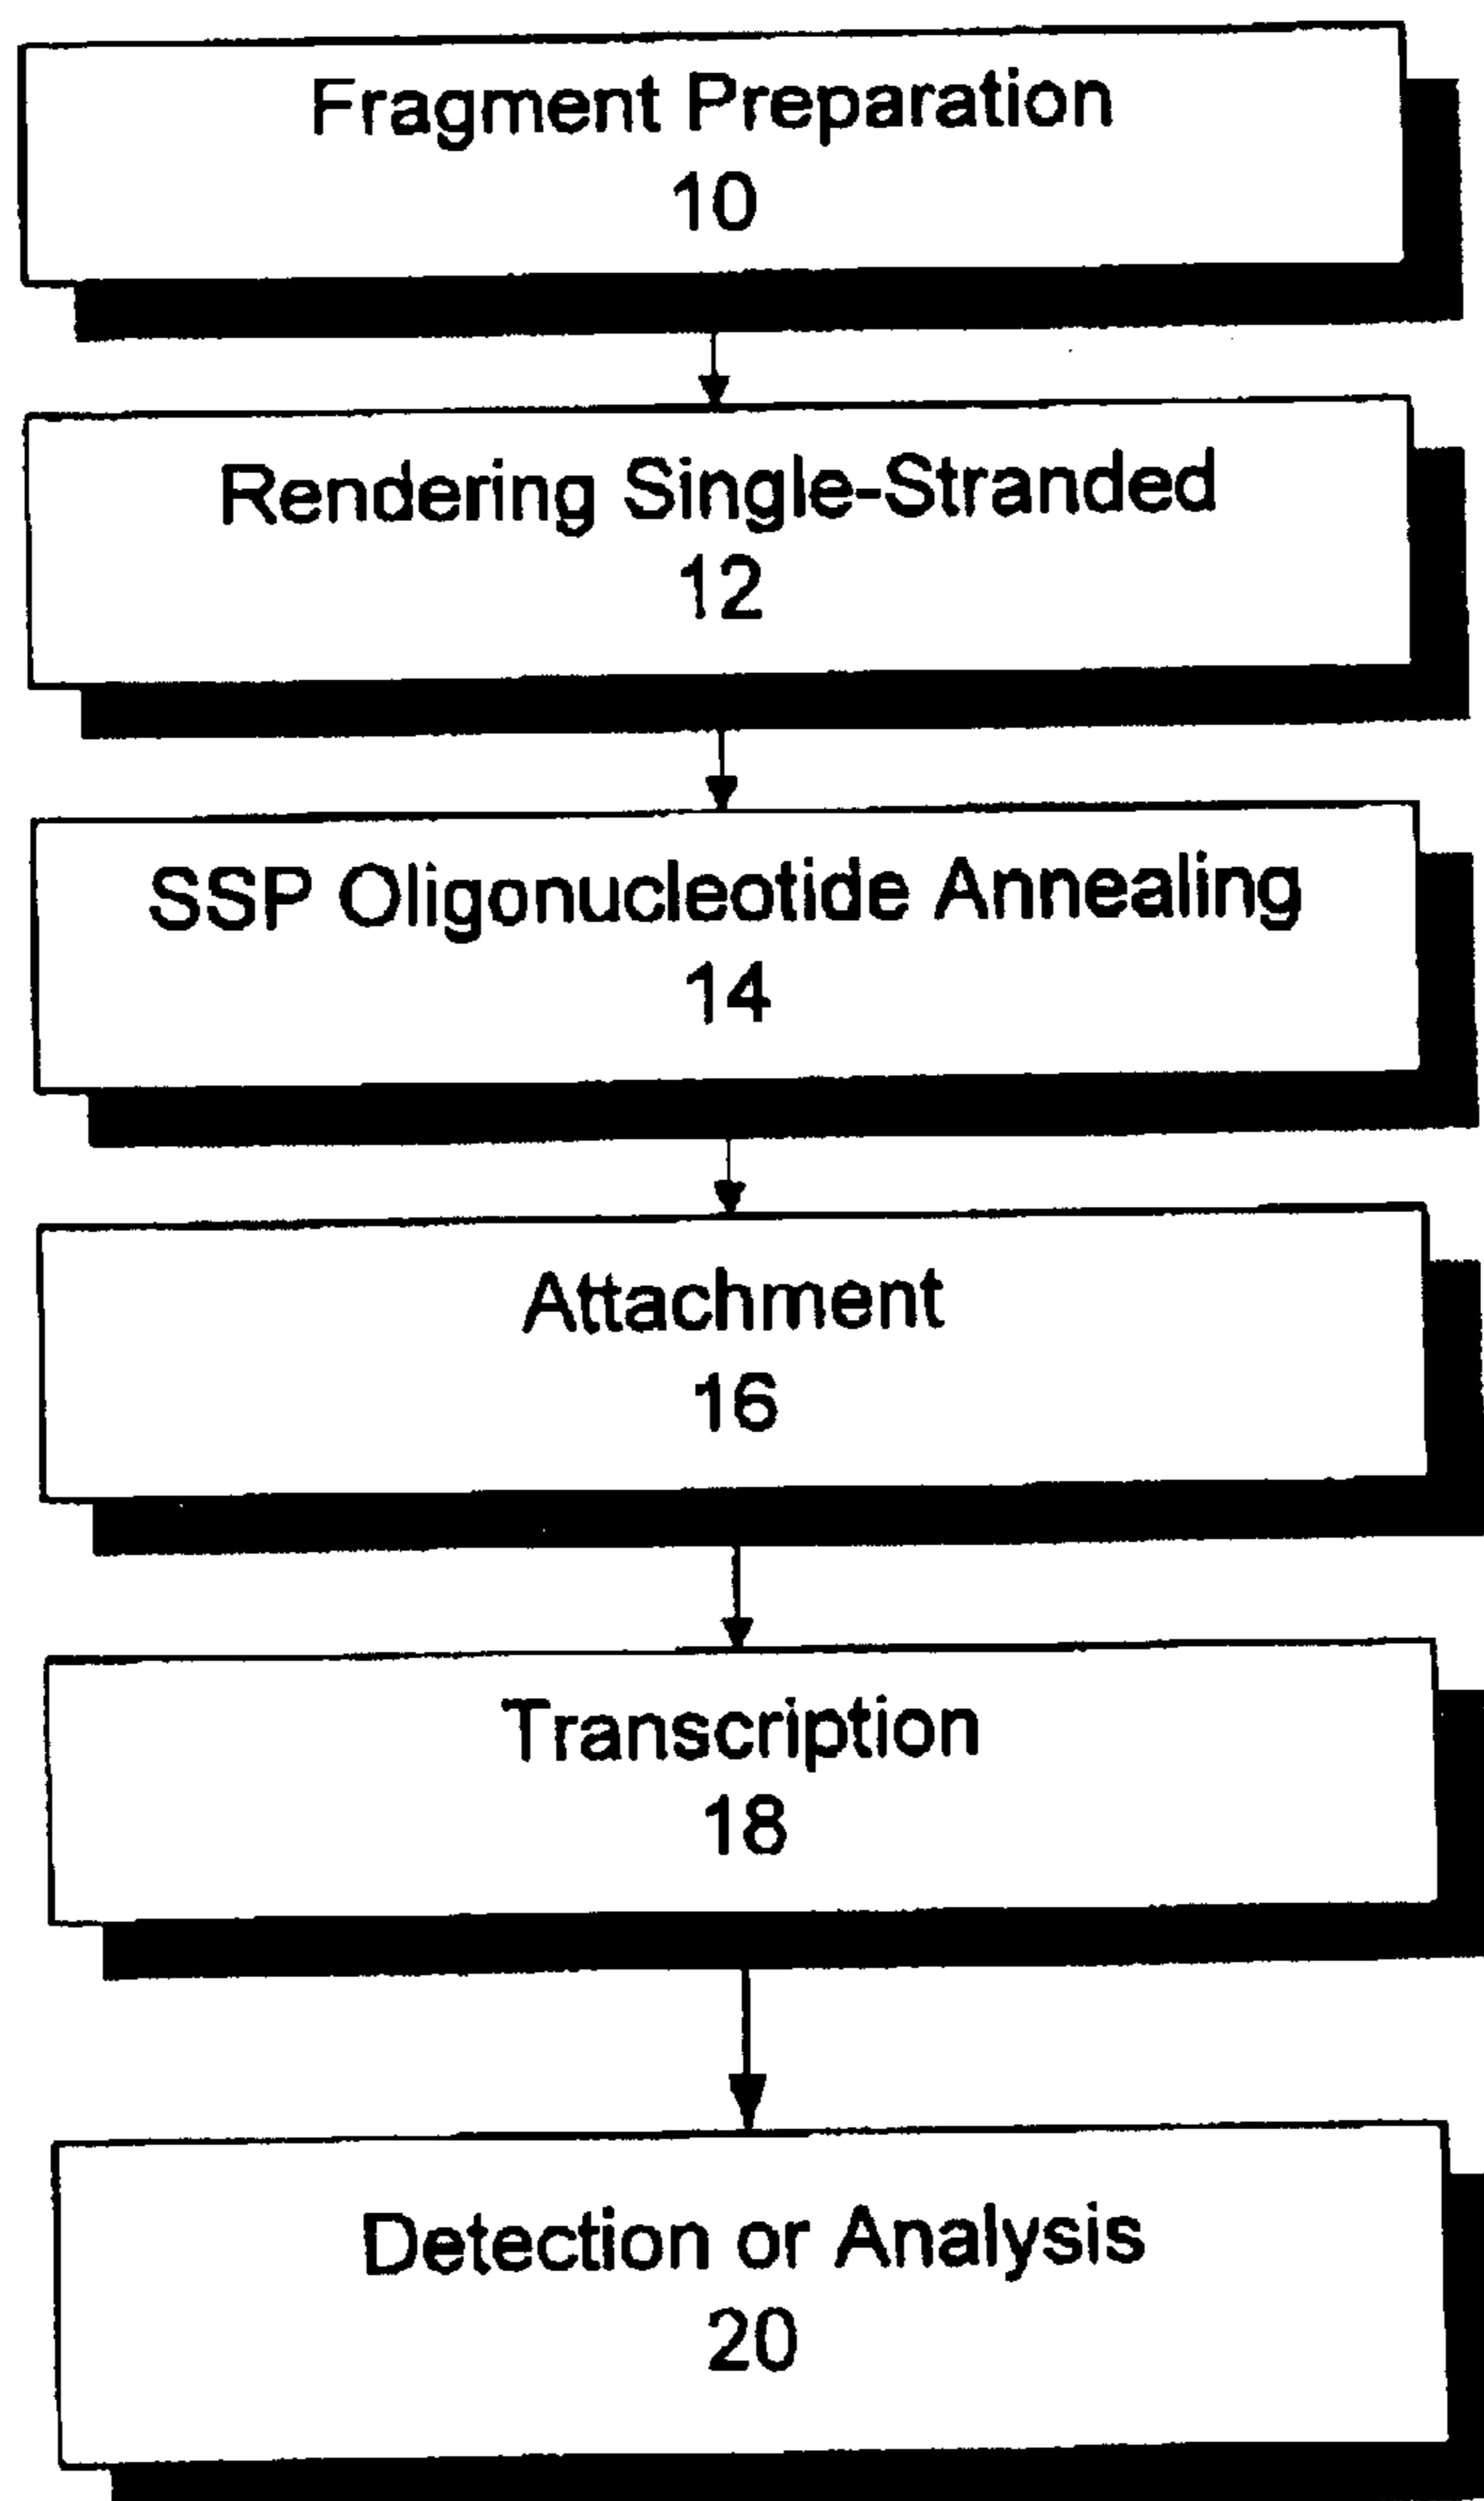 Fragment Preparation
10
Rendering Single-Stranded
12
SSP Oligonucleotide Annealing
14
Attachment
16
Transcription
18
Detection or Analysis
20